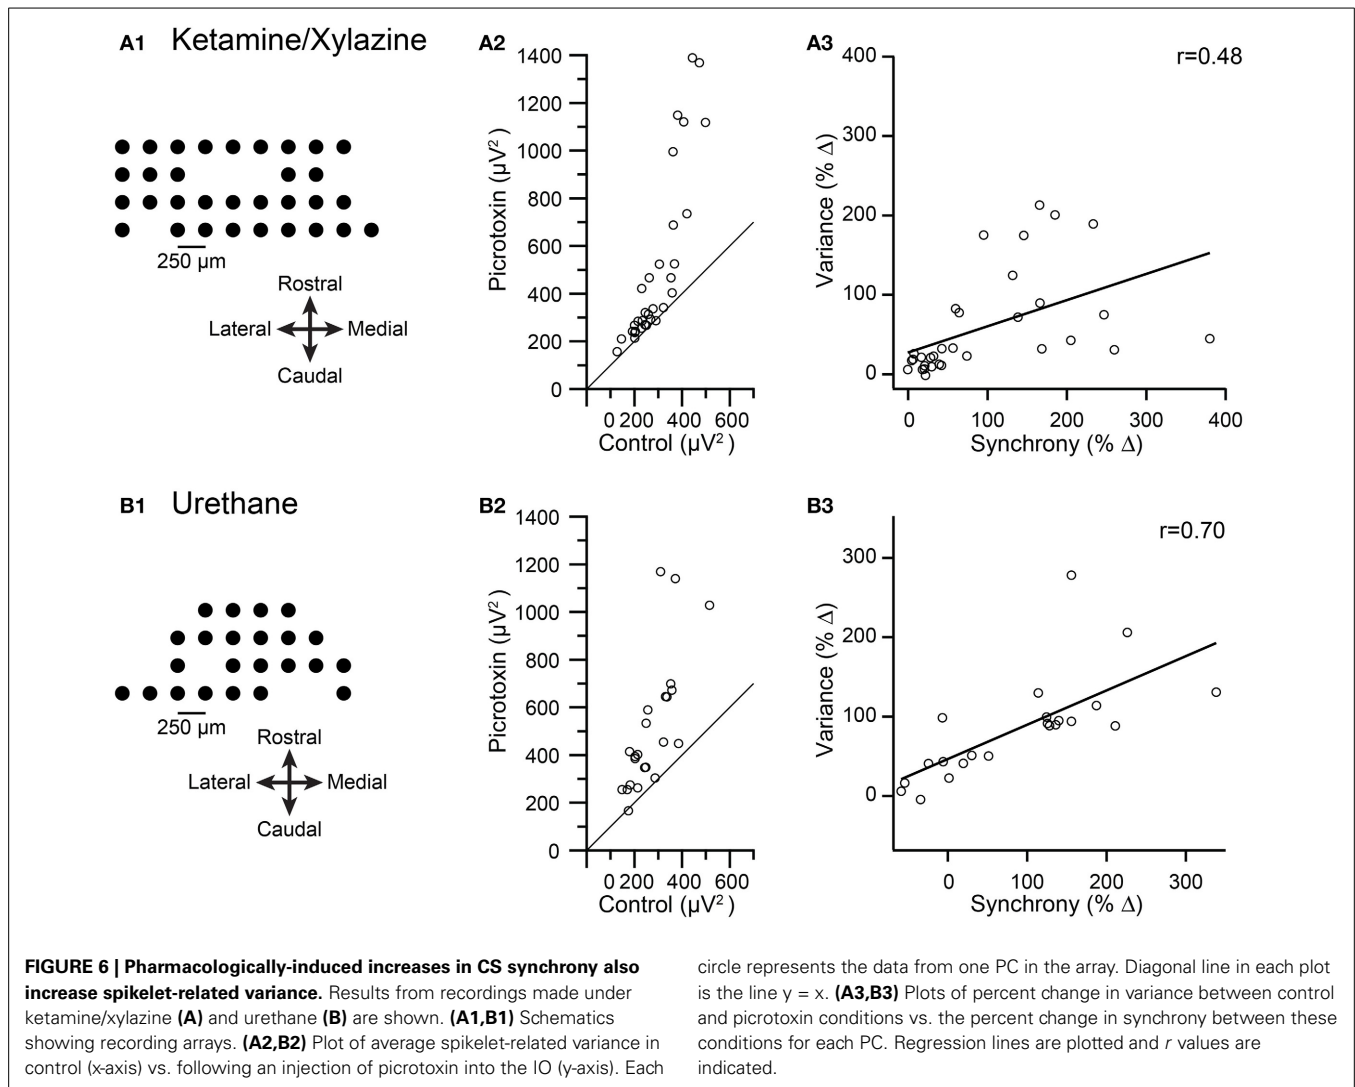 A1 Ketamine/Xylazine
250 µm
Rostral
Lateral Medial
Caudal
A2
1400
1200
1000
800
600
400
200
0
Picrotoxin (µV²)
0 200 400 600
Control (µV²)
A3
r=0.48
400
300
200
100
0
Variance (% Δ)
0 100 200 300 400
Synchrony (% Δ)
B1 Urethane
250 µm
Rostral
Lateral Medial
Caudal
B2
1400
1200
1000
800
600
400
200
0
Picrotoxin (µV²)
0 200 400 600
Control (µV²)
B3
r=0.70
300
200
100
0
Variance (% Δ)
0 100 200 300
Synchrony (% Δ)
FIGURE 6 | Pharmacologically-induced increases in CS synchrony also
increase spikelet-related variance. Results from recordings made under
ketamine/xylazine (A) and urethane (B) are shown. (A1,B1) Schematics
showing recording arrays. (A2,B2) Plot of average spikelet-related variance in
control (x-axis) vs. following an injection of picrotoxin into the IO (y-axis). Each
circle represents the data from one PC in the array. Diagonal line in each plot
is the line y = x. (A3,B3) Plots of percent change in variance between control
and picrotoxin conditions vs. the percent change in synchrony between these
conditions for each PC. Regression lines are plotted and r values are
indicated.